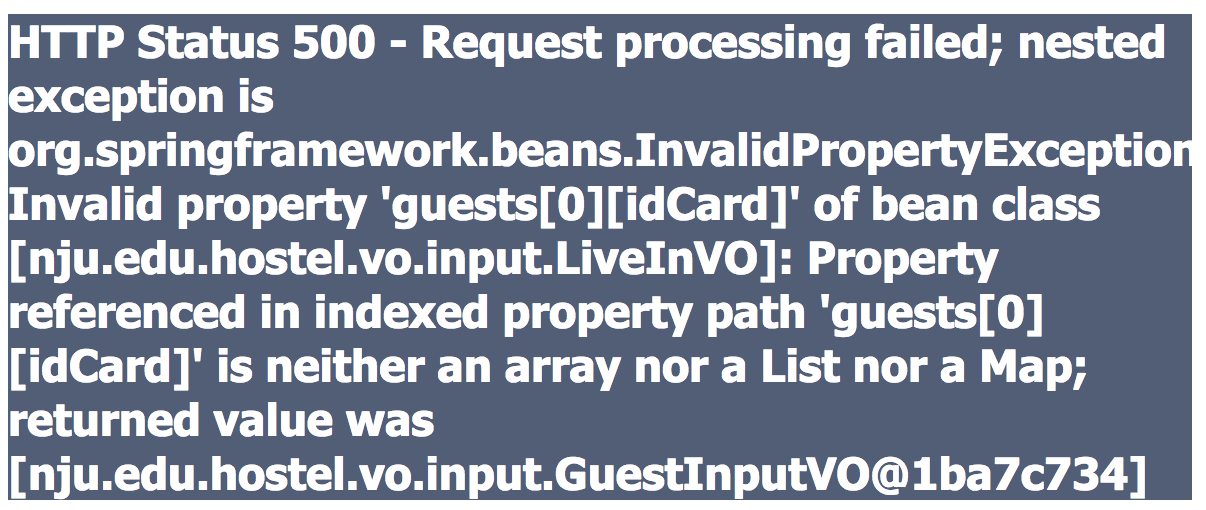 HTTP Status 500 - Request processing failed; nested
exception is
org.springframework.beans.InvalidPropertyException
Invalid property 'guests[0][idCard]' of bean class
[nju.edu.hostel.vo.input.LiveInVO]: Property
referenced in indexed property path 'guests[0]
[idCard]' is neither an array nor a List nor a Map;
returned value was
[nju.edu.hostel.vo.input.GuestInputVO@1ba7c734]